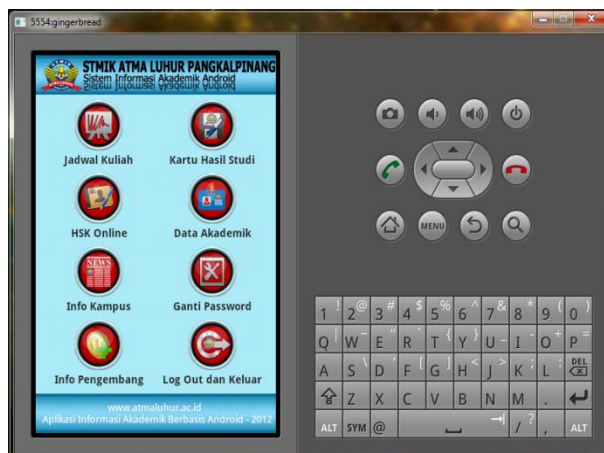 5554:gingerbread
STMIK ATMA LUHUR PANGKALPINANG
Sistem Informasi Akademik Android
Jadwal Kuliah
Kartu Hasil Studi
HSK Online
Data Akademik
NEWS
Info Kampus
Ganti Password
Info Pengembang
Log Out dan Keluar
www.atmaluhur.ac.id
Aplikasi Informasi Akademik Berbasis Android - 2012
MENU
1 ! 2 @ 3 # 4 $ 5 % 6 ^ 7 & 8 * 9 ( 0 )
Q | W ~ E " R ` T { Y } U _ I - O + P =
A S \ D ' F [ G ] H < J > K ; L : DEL
Z X C V B N M .
ALT SYM @ / ? , ALT